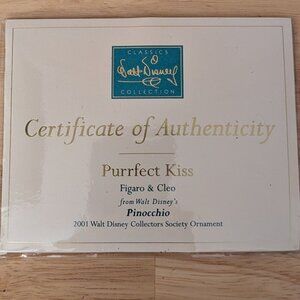 CLASSICS
Walt Disney
COLLECTION
Certificate of Authenticity
Purrfect Kiss
Figaro & Cleo
from Walt Disney's
Pinocchio
2001 Walt Disney Collectors Society Ornament